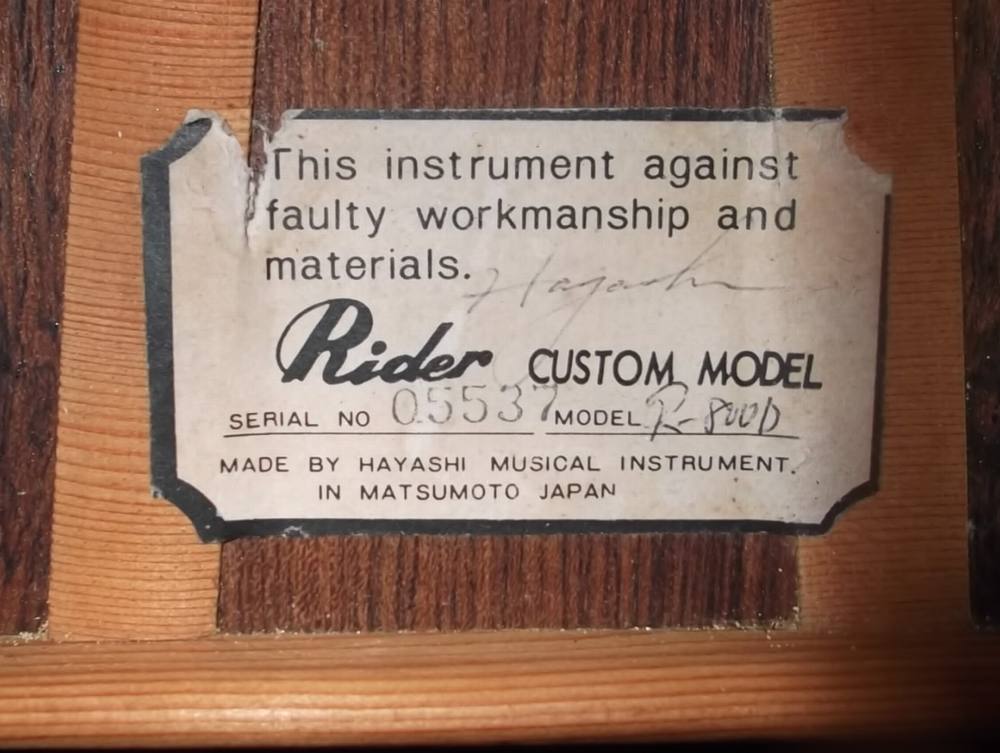 This instrument against
faulty workmanship and
materials.
Hayashi
Rider CUSTOM MODEL
SERIAL NO 05537 MODEL R-800D
MADE BY HAYASHI MUSICAL INSTRUMENT.
IN MATSUMOTO JAPAN